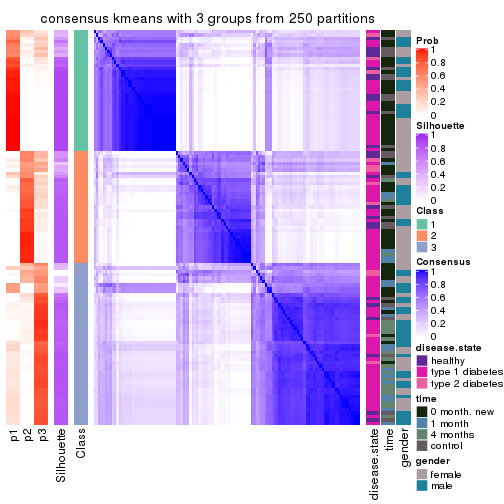 consensus kmeans with 3 groups from 250 partitions
Prob
1
0.8
0.6
0.4
0.2
0
Silhouette
1
0.8
0.6
0.4
0.2
0
Class
1
2
3
Consensus
1
0.8
0.6
0.4
0.2
0
disease.state
healthy
type 1 diabetes
type 2 diabetes
time
0 month, new
1 month
4 months
control
gender
female
male
p1
p2
p3
Silhouette
Class
disease.state
time
gender